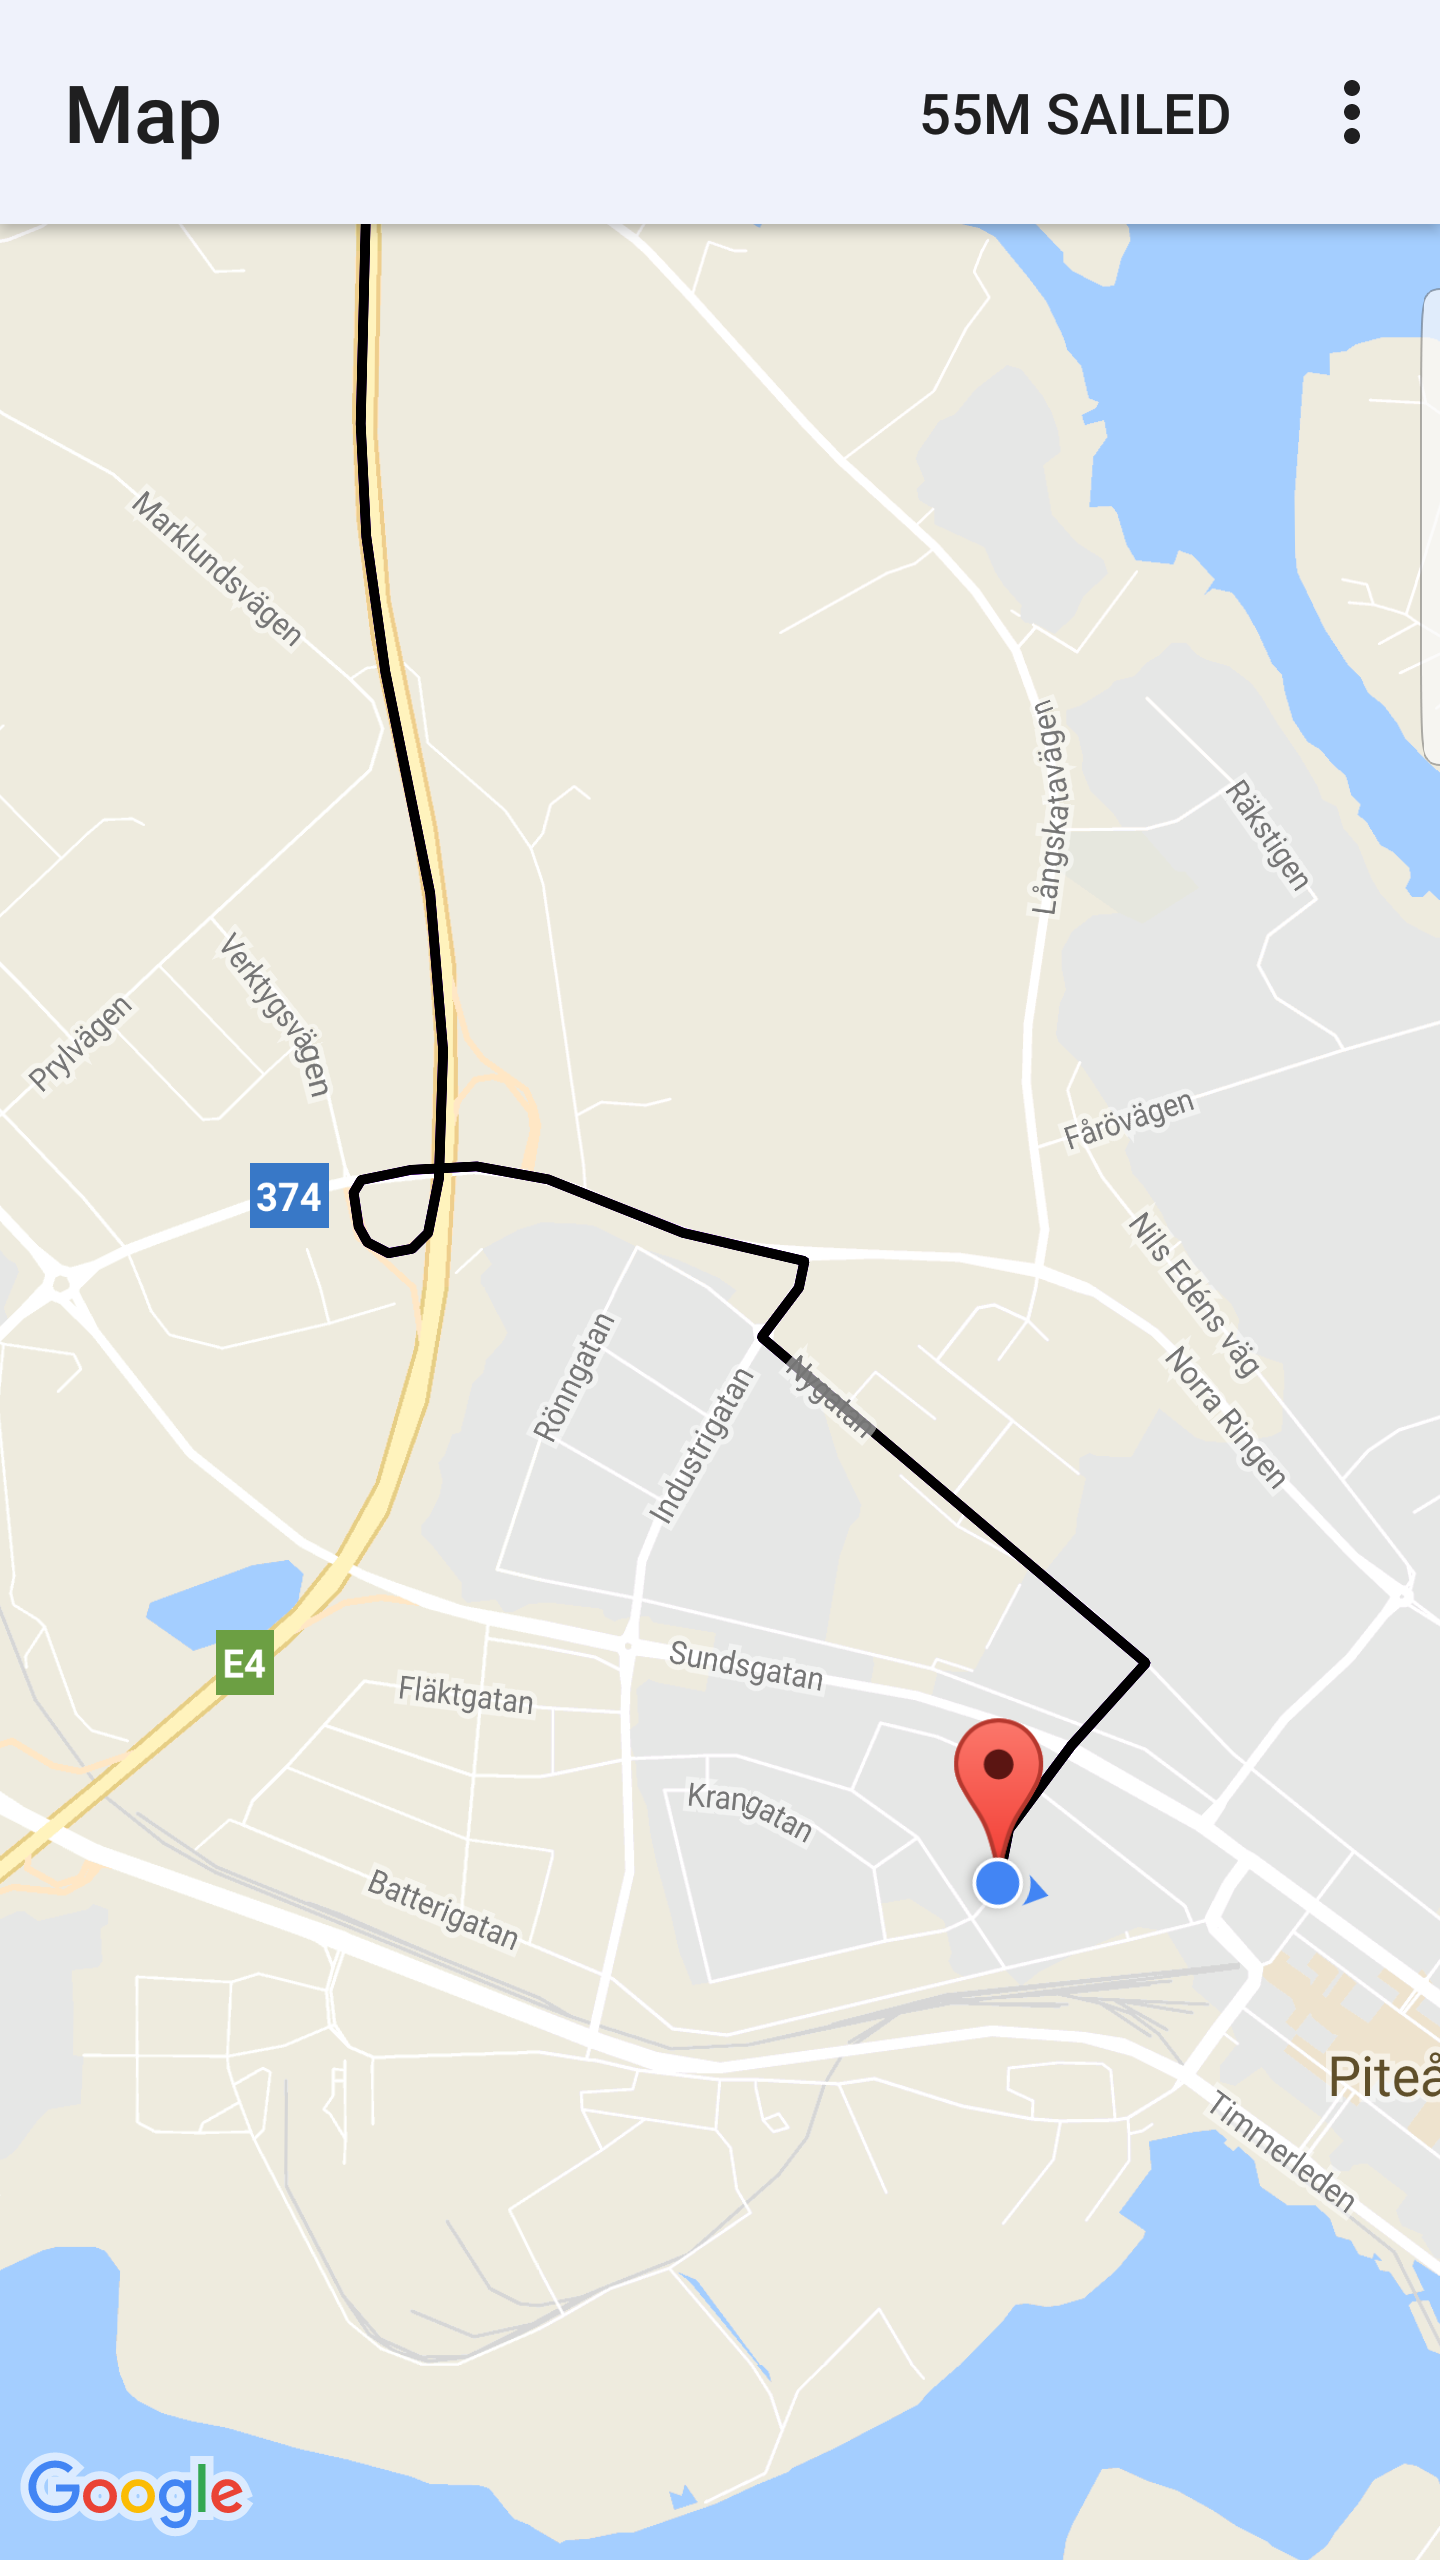 Map
55M SAILED
Marklundsvägen
Långskatavägen
Räkstigen
Verktygsvägen
Prylvägen
Fårövägen
374
Nils Edéns väg
Rönngatan
Nygatan
Industrigatan
Norra Ringen
E4
Sundsgatan
Fläktgatan
Krangatan
Batterigatan
Piteå
Timmerleden
Google